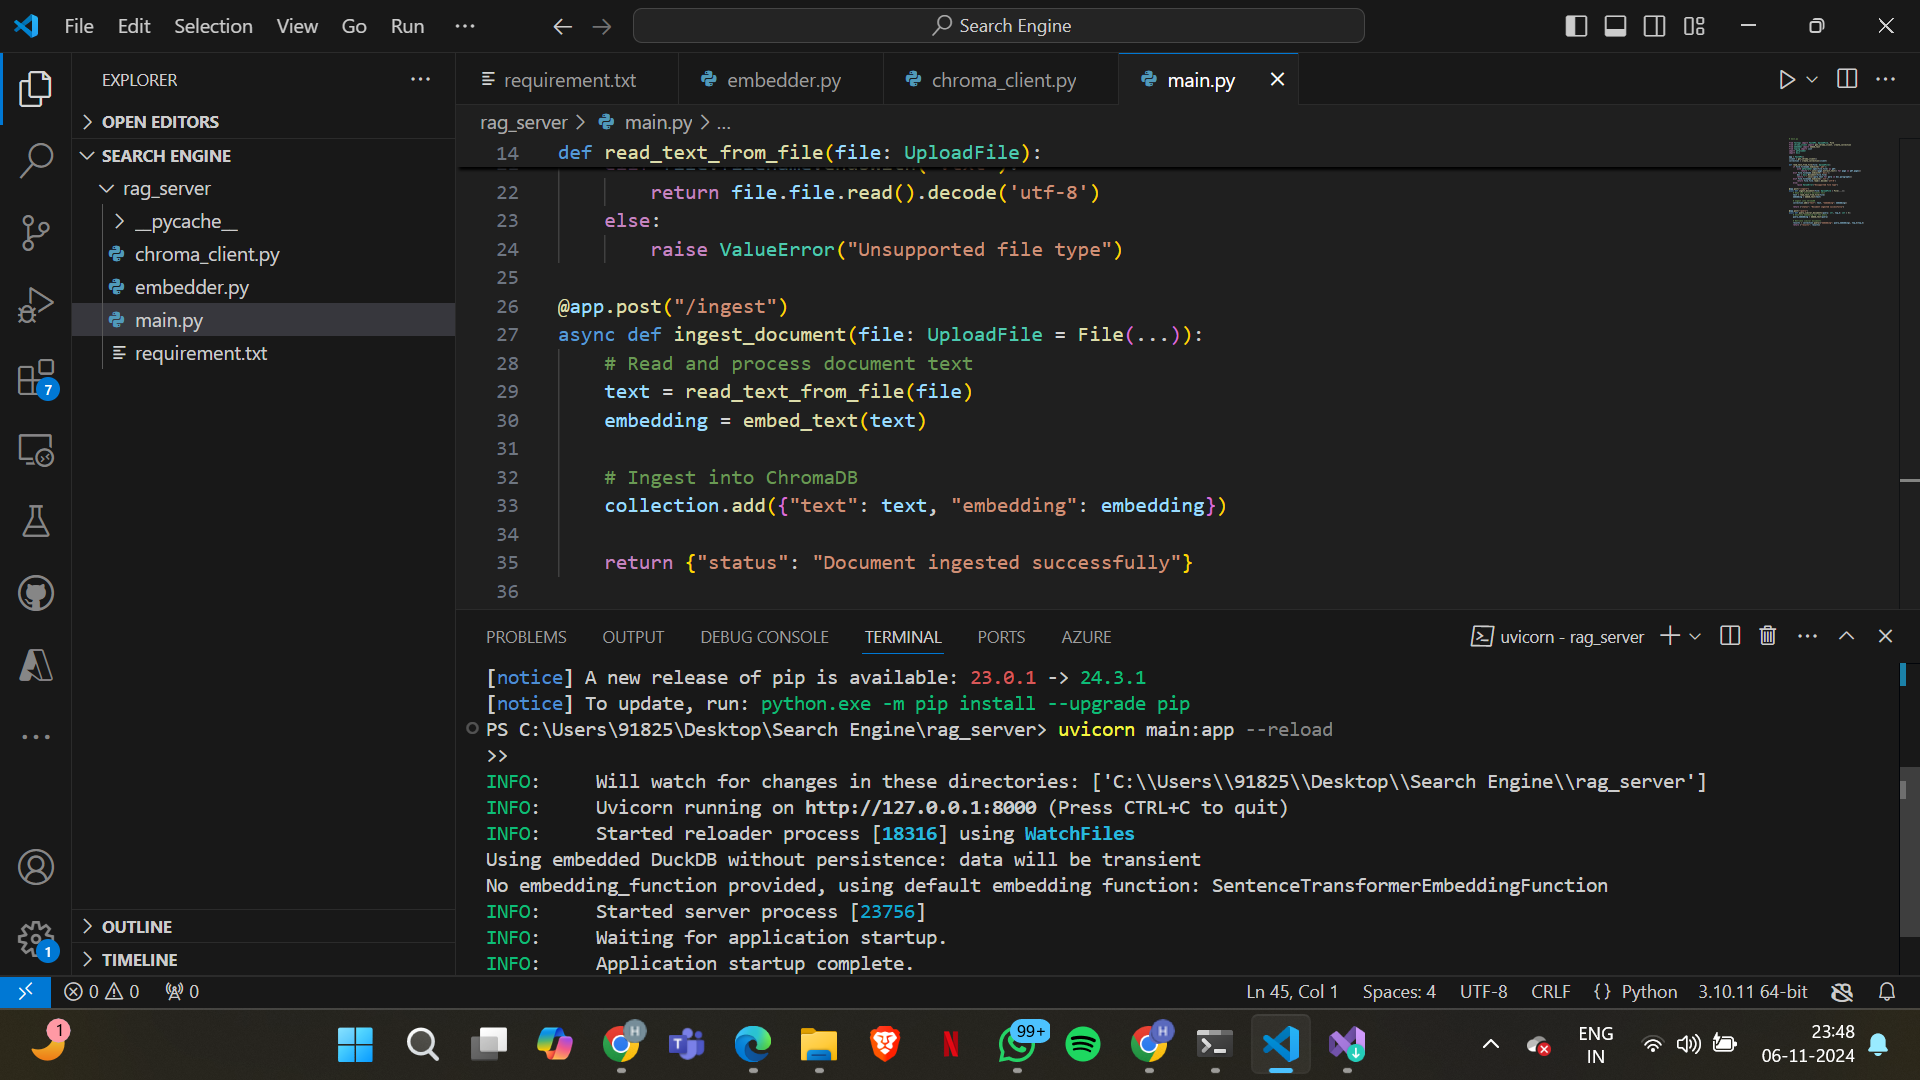 File Edit Selection View Go Run ··· Search Engine
EXPLORER
OPEN EDITORS
SEARCH ENGINE
rag_server
__pycache__
chroma_client.py
embedder.py
main.py
requirement.txt
OUTLINE
TIMELINE
7
1
requirement.txt embedder.py chroma_client.py main.py
rag_server > main.py > ...
14 def read_text_from_file(file: UploadFile):
22 return file.file.read().decode('utf-8')
23 else:
24 raise ValueError("Unsupported file type")
25
26 @app.post("/ingest")
27 async def ingest_document(file: UploadFile = File(...)):
28 # Read and process document text
29 text = read_text_from_file(file)
30 embedding = embed_text(text)
31
32 # Ingest into ChromaDB
33 collection.add({"text": text, "embedding": embedding})
34
35 return {"status": "Document ingested successfully"}
36
PROBLEMS OUTPUT DEBUG CONSOLE TERMINAL PORTS AZURE uvicorn - rag_server
[notice] A new release of pip is available: 23.0.1 -> 24.3.1
[notice] To update, run: python.exe -m pip install --upgrade pip
PS C:\Users\91825\Desktop\Search Engine\rag_server> uvicorn main:app --reload
>>
INFO: Will watch for changes in these directories: ['C:\\Users\\91825\\Desktop\\Search Engine\\rag_server']
INFO: Uvicorn running on http://127.0.0.1:8000 (Press CTRL+C to quit)
INFO: Started reloader process [18316] using WatchFiles
Using embedded DuckDB without persistence: data will be transient
No embedding_function provided, using default embedding function: SentenceTransformerEmbeddingFunction
INFO: Started server process [23756]
INFO: Waiting for application startup.
INFO: Application startup complete.
0 0 0 Ln 45, Col 1 Spaces: 4 UTF-8 CRLF {} Python 3.10.11 64-bit
1 H 99+ H ENG 23:48
IN 06-11-2024